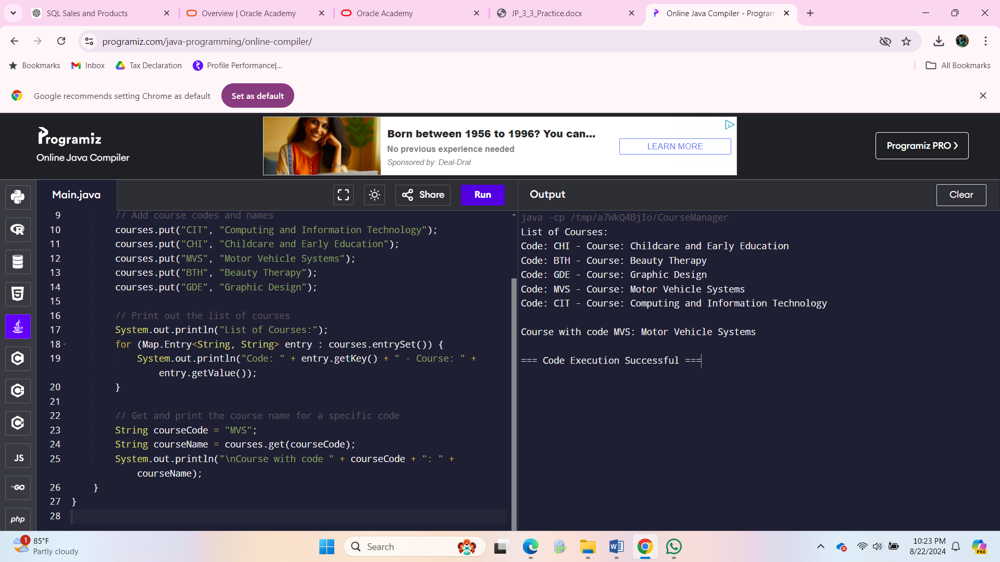 SQL Sales and Products
Overview | Oracle Academy
Oracle Academy
JP_3_3_Practice.docx
Online Java Compiler - Program
programiz.com/java-programming/online-compiler/
Bookmarks
Inbox
Tax Declaration
Profile Performance|...
All Bookmarks
Google recommends setting Chrome as default
Set as default
Programiz
Online Java Compiler
Born between 1956 to 1996? You can...
No previous experience needed
Sponsored by: Deal-Drat
LEARN MORE
Programiz PRO ›
Main.java
Share
Run
Output
Clear
9 // Add course codes and names
10 courses.put("CIT", "Computing and Information Technology");
11 courses.put("CHI", "Childcare and Early Education");
12 courses.put("MVS", "Motor Vehicle Systems");
13 courses.put("BTH", "Beauty Therapy");
14 courses.put("GDE", "Graphic Design");
15
16 // Print out the list of courses
17 System.out.println("List of Courses:");
18 for (Map.Entry<String, String> entry : courses.entrySet()) {
19 System.out.println("Code: " + entry.getKey() + " - Course: " +
entry.getValue());
20 }
21
22 // Get and print the course name for a specific code
23 String courseCode = "MVS";
24 String courseName = courses.get(courseCode);
25 System.out.println("\nCourse with code " + courseCode + ": " +
courseName);
26 }
27 }
28
java -cp /tmp/a7WkQ4BjIo/CourseManager
List of Courses:
Code: CHI - Course: Childcare and Early Education
Code: BTH - Course: Beauty Therapy
Code: GDE - Course: Graphic Design
Code: MVS - Course: Motor Vehicle Systems
Code: CIT - Course: Computing and Information Technology
Course with code MVS: Motor Vehicle Systems
=== Code Execution Successful ===
JS
GO
php
1
85°F
Partly cloudy
Search
10:23 PM
8/22/2024
PRE